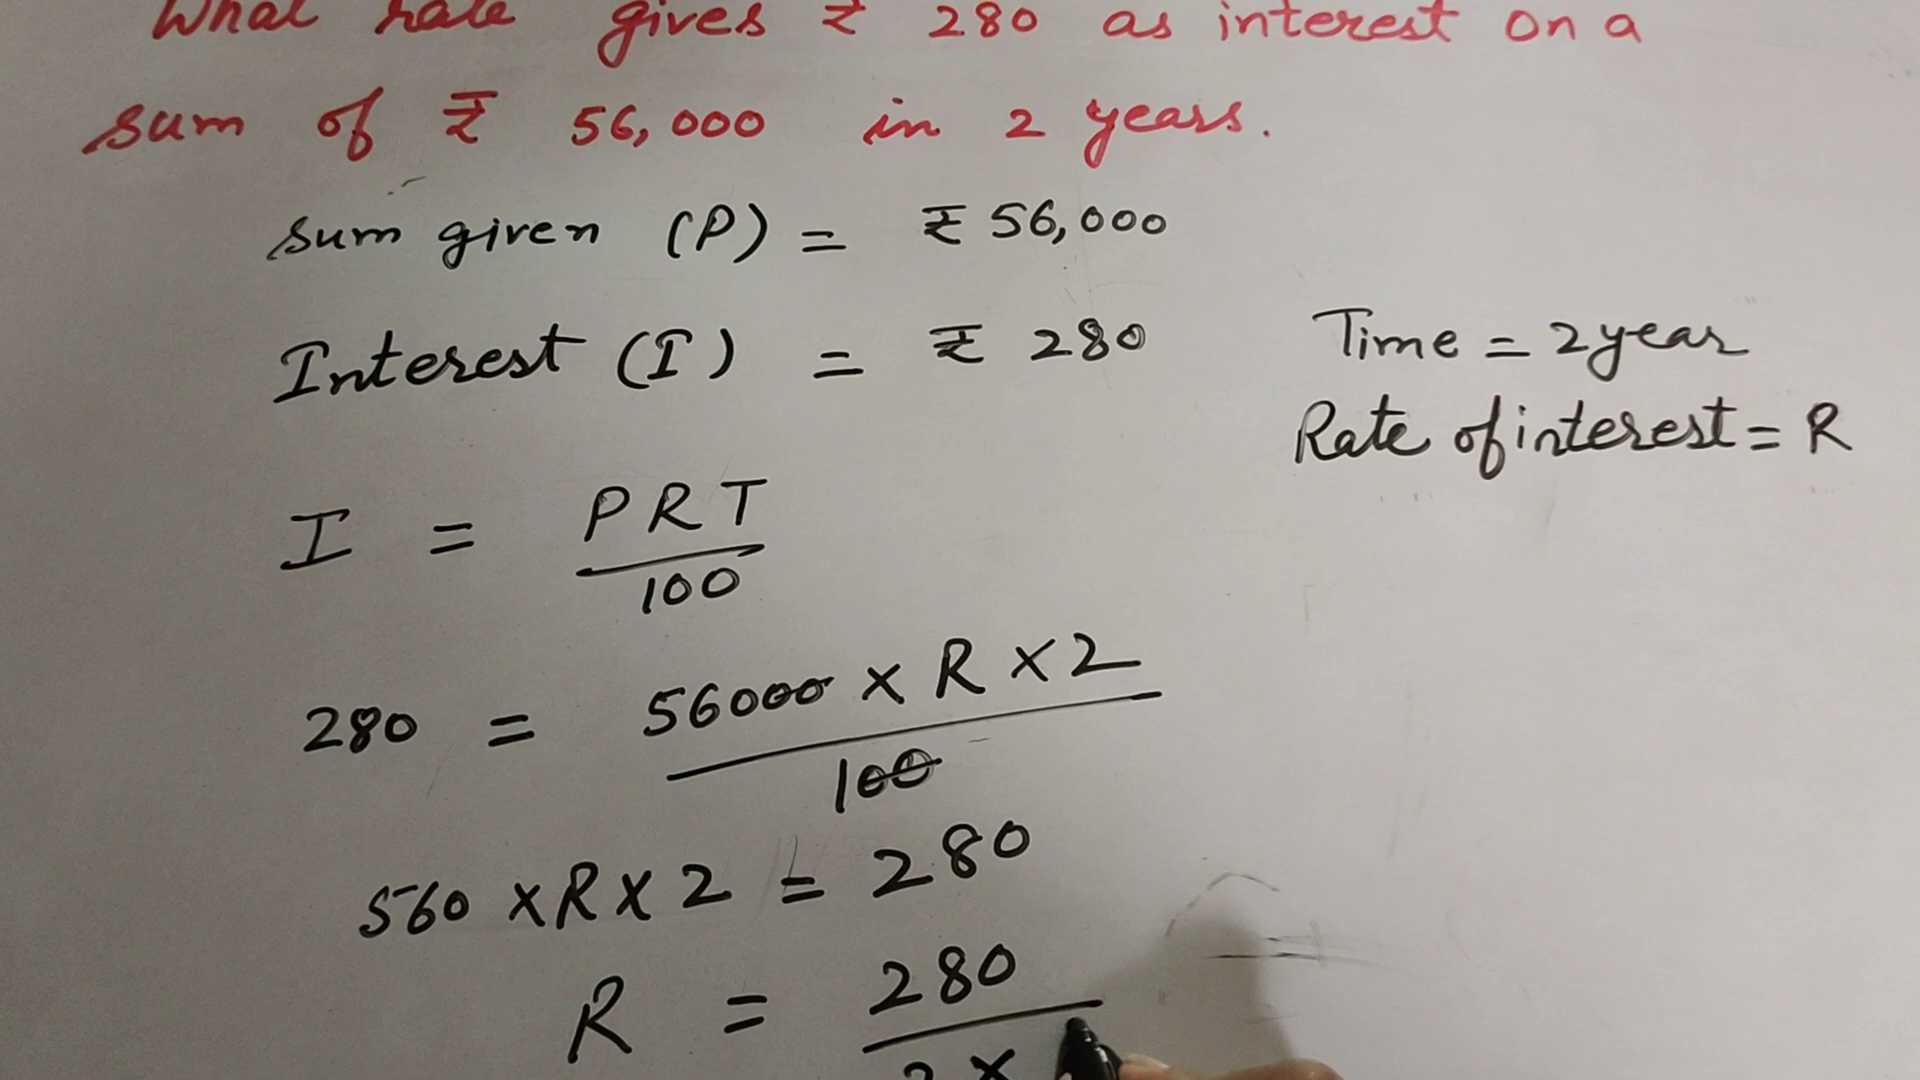 What rate gives ₹ 280 as interest on a
sum of ₹ 56,000 in 2 years.
Sum given (P) = ₹ 56,000
Interest (I) = ₹ 280
Time = 2 year
Rate of interest = R
I = PRT / 100
280 = 56000 × R × 2 / 100
560 × R × 2 = 280
R = 280 / 2 ×